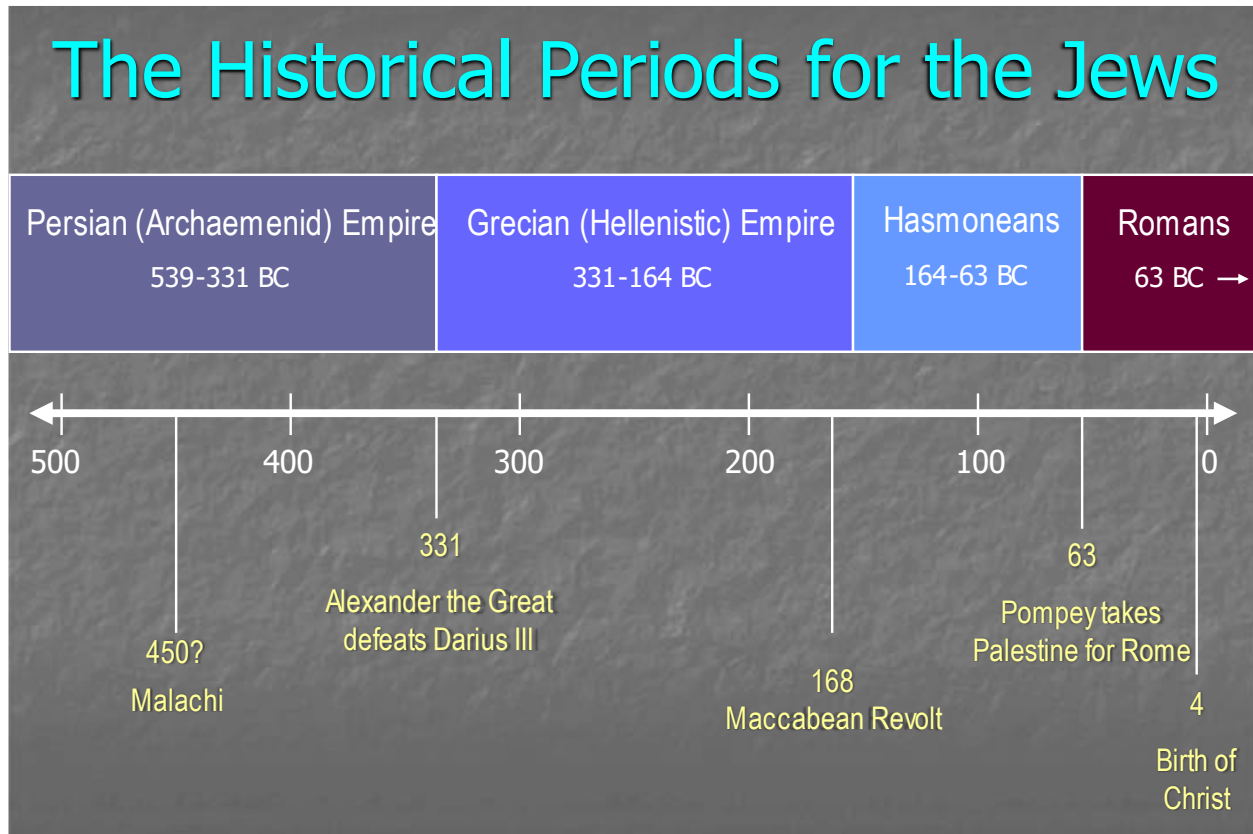 The Historical Periods for the Jews
Persian (Archaemenid) Empire
539-331 BC
Grecian (Hellenistic) Empire
331-164 BC
Hasmoneans
164-63 BC
Romans
63 BC →
500
400
300
200
100
0
450?
Malachi
331
Alexander the Great
defeats Darius III
168
Maccabean Revolt
63
Pompey takes
Palestine for Rome
4
Birth of
Christ